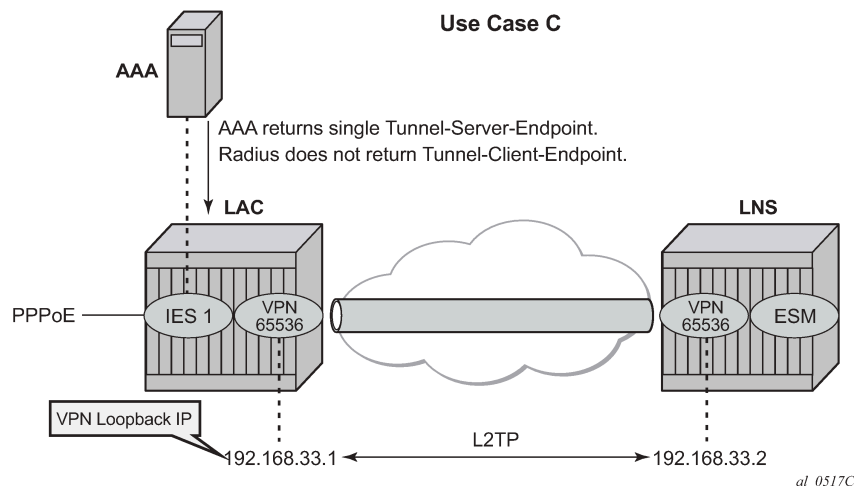 Use Case C
AAA
AAA returns single Tunnel-Server-Endpoint.
Radius does not return Tunnel-Client-Endpoint.
LAC
LNS
PPPoE
IES 1
VPN
65536
VPN
65536
ESM
VPN Loopback IP
L2TP
192.168.33.1
192.168.33.2
al_0517C